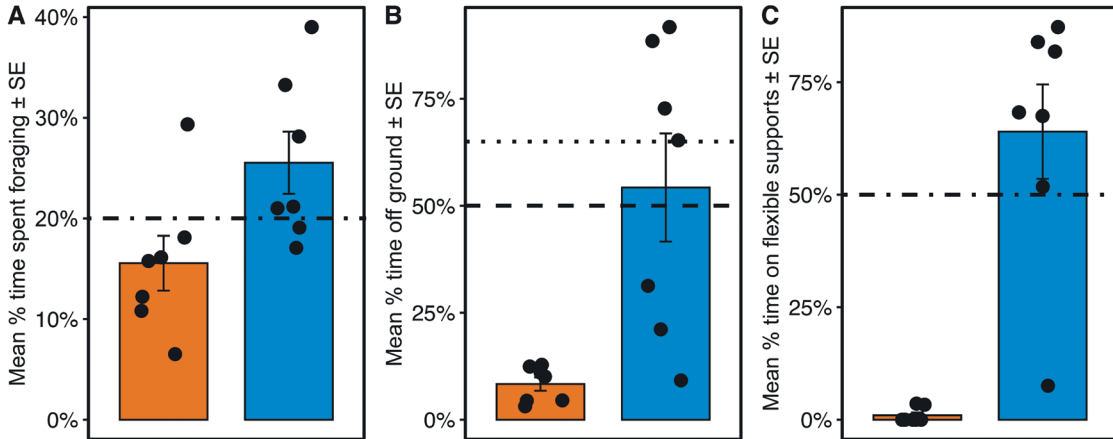 A
Mean % time spent foraging ± SE
40%
30%
20%
10%
0%
B
Mean % time off ground ± SE
75%
50%
25%
0%
C
Mean % time on flexible supports ± SE
75%
50%
25%
0%